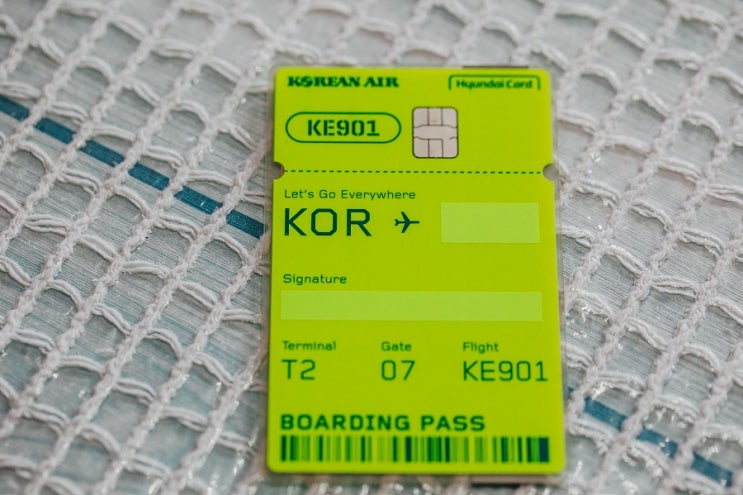 KOREAN AIR
Hyundai Card
KE901
Let's Go Everywhere
KOR
Signature
Terminal Gate Flight
T2 07 KE901
BOARDING PASS